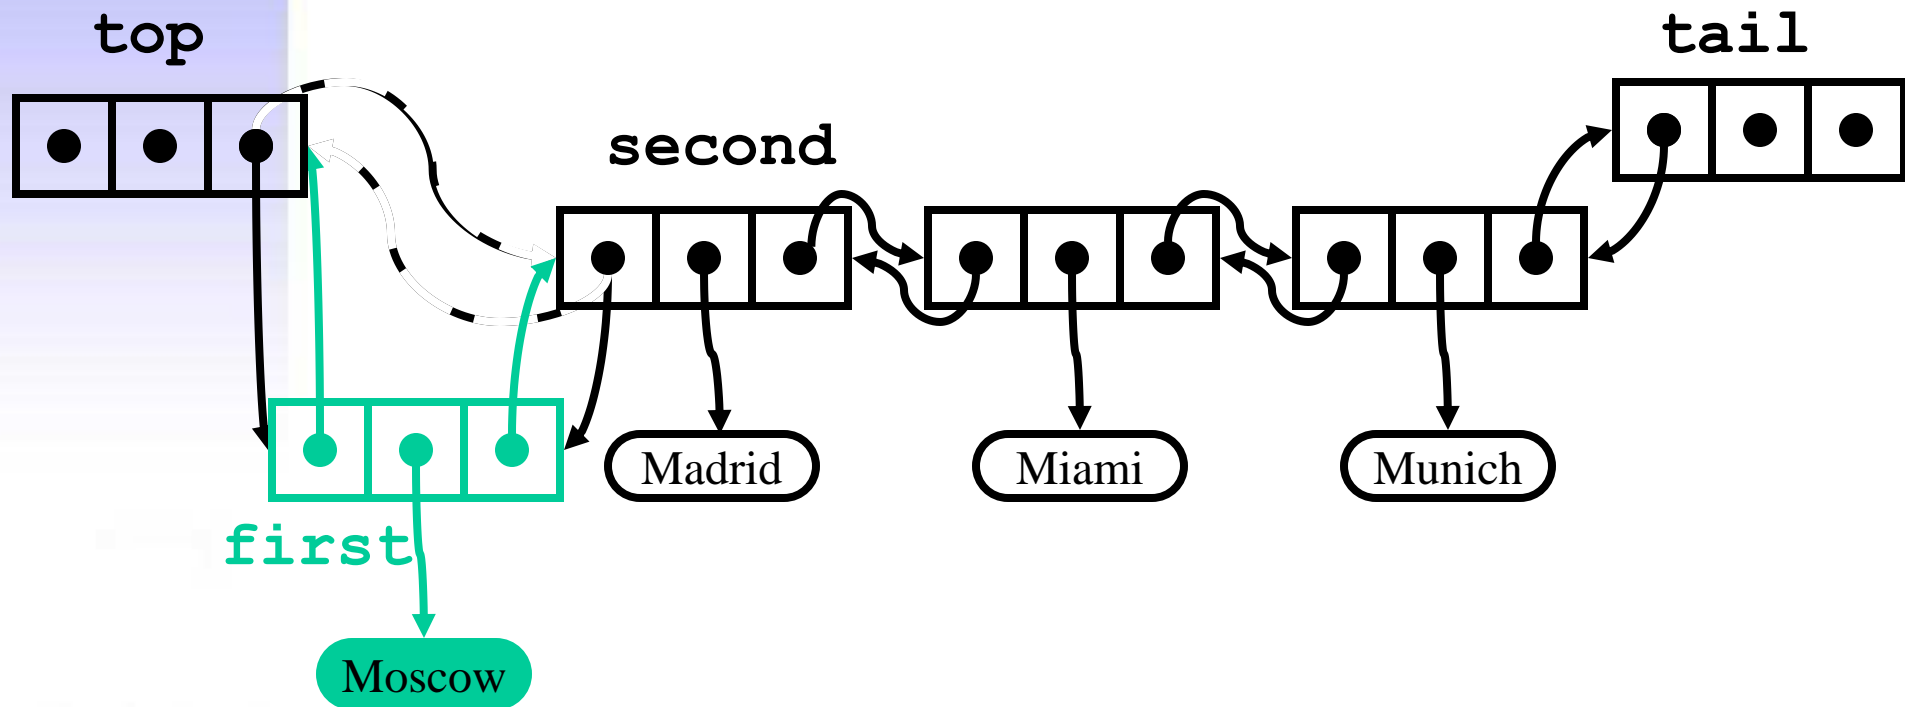 top
tail
second
Madrid
Miami
Munich
first
Moscow